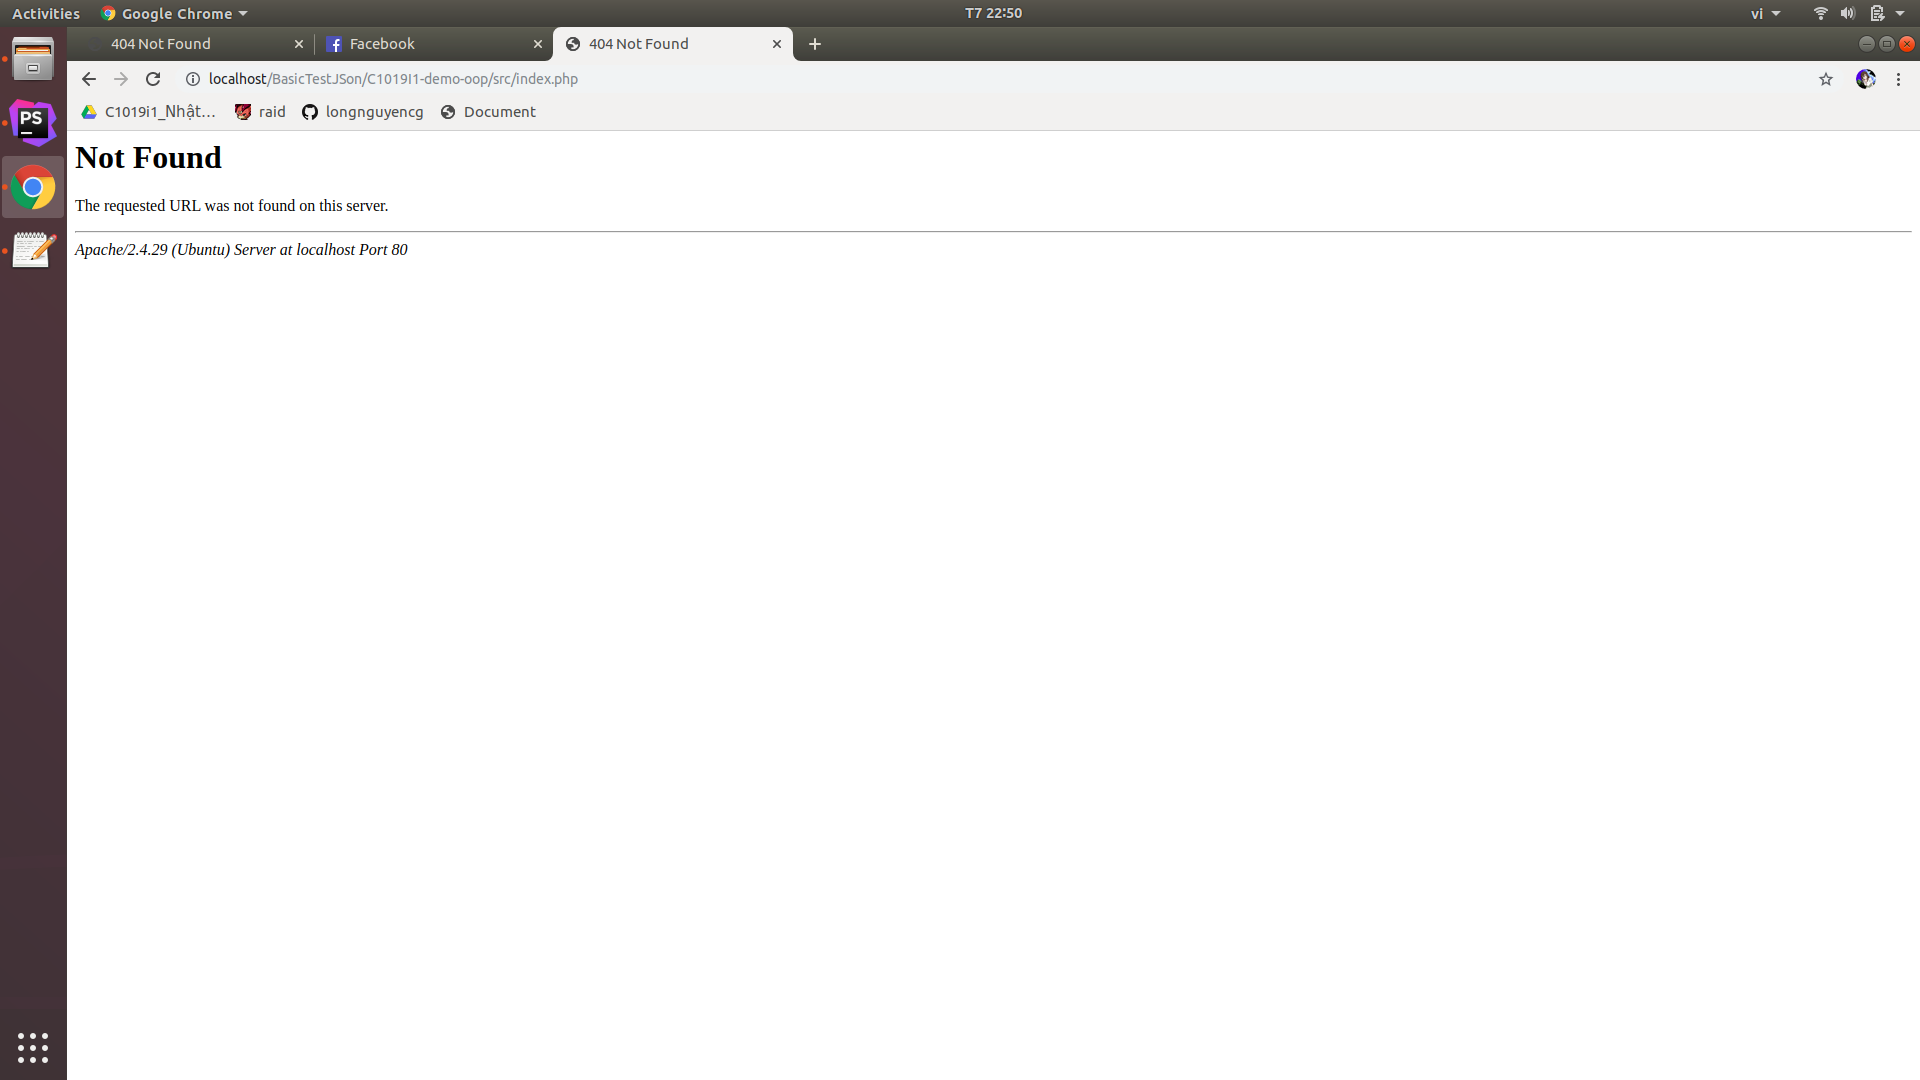 Activities
Google Chrome
T7 22:50
vi
404 Not Found
Facebook
404 Not Found
localhost/BasicTestJSon/C1019I1-demo-oop/src/index.php
C1019i1_Nhật...
raid
longnguyencg
Document
PS
Not Found
The requested URL was not found on this server.
Apache/2.4.29 (Ubuntu) Server at localhost Port 80